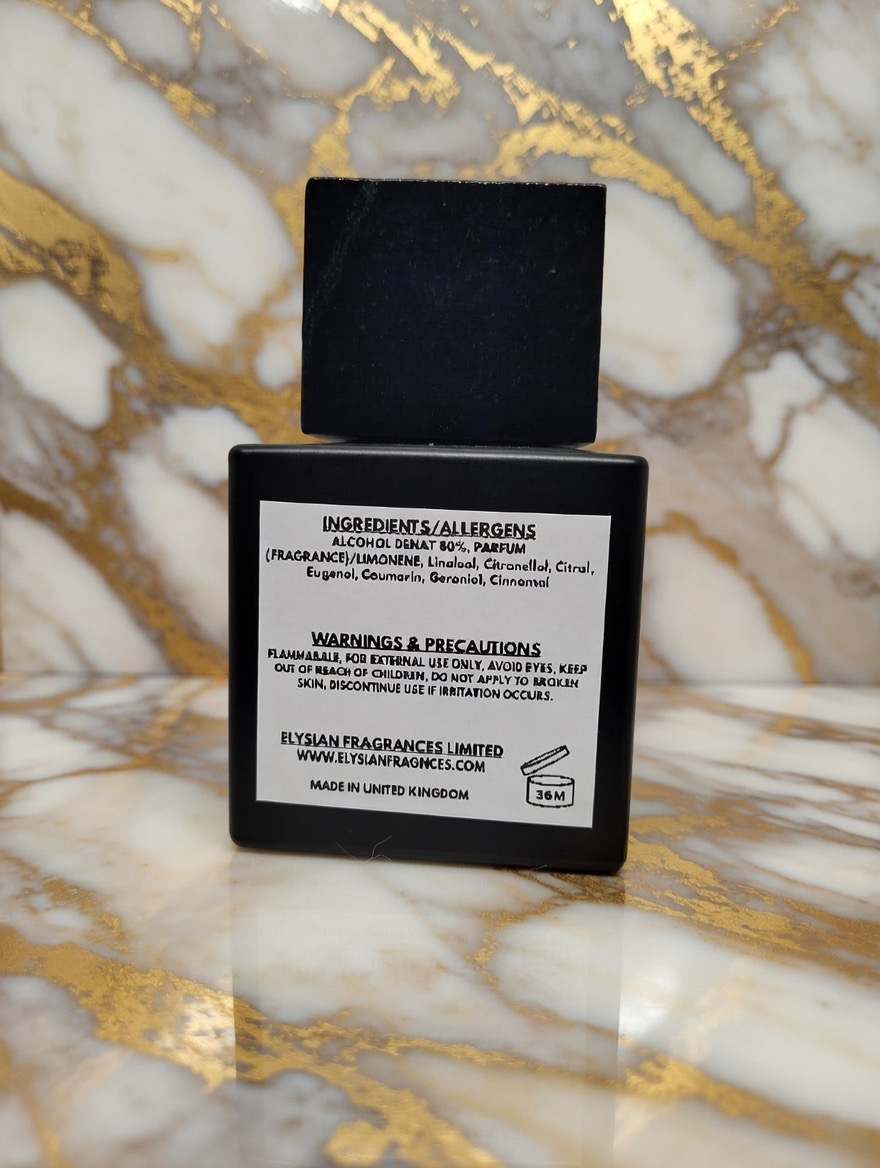 INGREDIENTS/ALLERGENS
ALCOHOL DENAT 80%, PARFUM
(FRAGRANCE)/LIMONENE, Linalool, Citronellol, Citral,
Eugenol, Coumarin, Geraniol, Cinnamal
WARNINGS & PRECAUTIONS
FLAMMABALE, FOR EXTERNAL USE ONLY, AVOID EYES, KEEP
OUT OF REACH OF CHILDREN, DO NOT APPLY TO BROKEN
SKIN, DISCONTINUE USE IF IRRITATION OCCURS.
ELYSIAN FRAGRANCES LIMITED
WWW.ELYSIANFRAGNCES.COM
MADE IN UNITED KINGDOM
36M